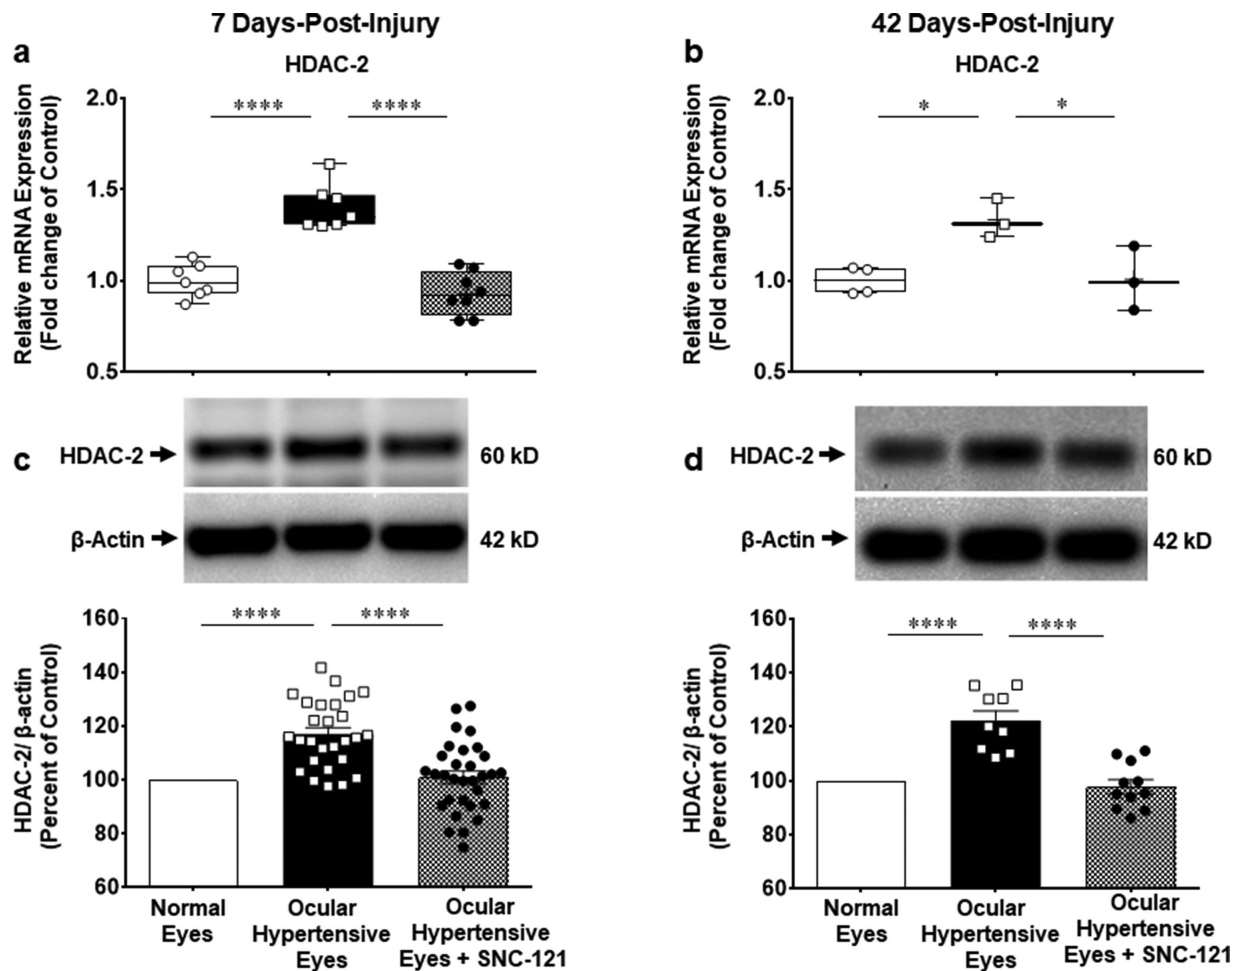 7 Days-Post-Injury
42 Days-Post-Injury
a
HDAC-2
b
HDAC-2
Relative mRNA Expression
(Fold change of Control)
2.0
1.5
1.0
0.5
****
****
Relative mRNA Expression
(Fold change of Control)
2.0
1.5
1.0
0.5
*
*
c
HDAC-2
60 kD
β-Actin
42 kD
d
HDAC-2
60 kD
β-Actin
42 kD
HDAC-2/ β-actin
(Percent of Control)
160
140
120
100
80
60
****
****
Normal
Eyes
Ocular
Hypertensive
Eyes
Ocular
Hypertensive
Eyes + SNC-121
HDAC-2/ β-actin
(Percent of Control)
160
140
120
100
80
60
****
****
Normal
Eyes
Ocular
Hypertensive
Eyes
Ocular
Hypertensive
Eyes + SNC-121